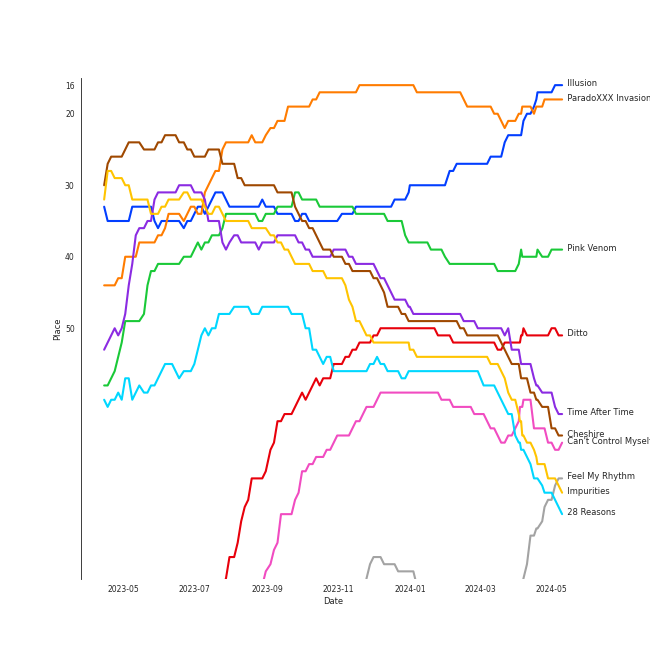 16
20
30
40
50
Place
Illusion
ParadoXXX Invasion
Pink Venom
Ditto
Time After Time
Cheshire
Can't Control Myself
Feel My Rhythm
Impurities
28 Reasons
2023-05 2023-07 2023-09 2023-11 2024-01 2024-03 2024-05
Date